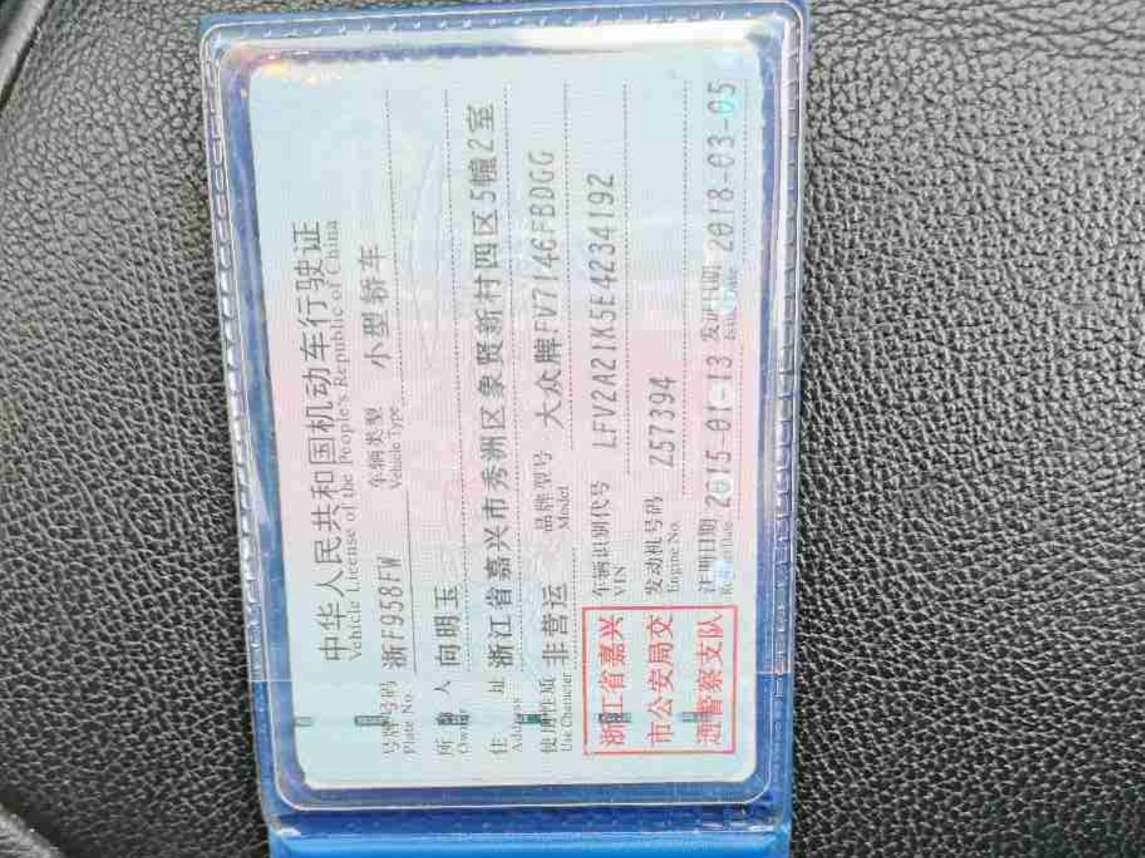 中华人民共和国机动车行驶证
Vehicle License of the People's Republic of China
号牌号码 浙F958FW 车辆类型 小型轿车
Plate No. Vehicle Type
所有人 向明玉
Owner
住址 浙江省嘉兴市秀洲区象贤新村四区5幢2室
Address
使用性质 非营运 品牌型号 大众牌FV7146FBDGG
Use Character Model
浙江省嘉兴
市公安局交
通警察支队
车辆识别代号 LFV2A21K5E4234192
VIN
发动机号码 Z57394
Engine No.
注册日期 2015-01-13 发证日期 2018-03-05